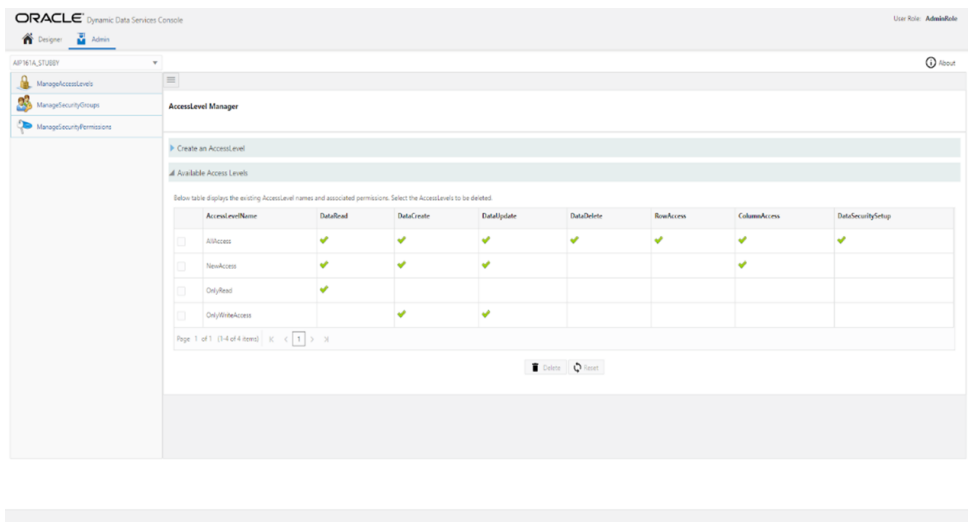 ORACLE Dynamic Data Services Console
User Role: AdminRole
Designer Admin
AIP161A_STUBBY
About
ManageAccessLevels
ManageSecurityGroups
ManageSecurityPermissions
AccessLevel Manager
Create an AccessLevel
Available Access Levels
Below table displays the existing AccessLevel names and associated permissions. Select the AccessLevels to be deleted.
AccessLevelName DataRead DataCreate DataUpdate DataDelete RowAccess ColumnAccess DataSecuritySetup
AllAccess
NewAccess
OnlyRead
OnlyWriteAccess
Page 1 of 1 (1-4 of 4 items) K < 1 > X
Delete Reset